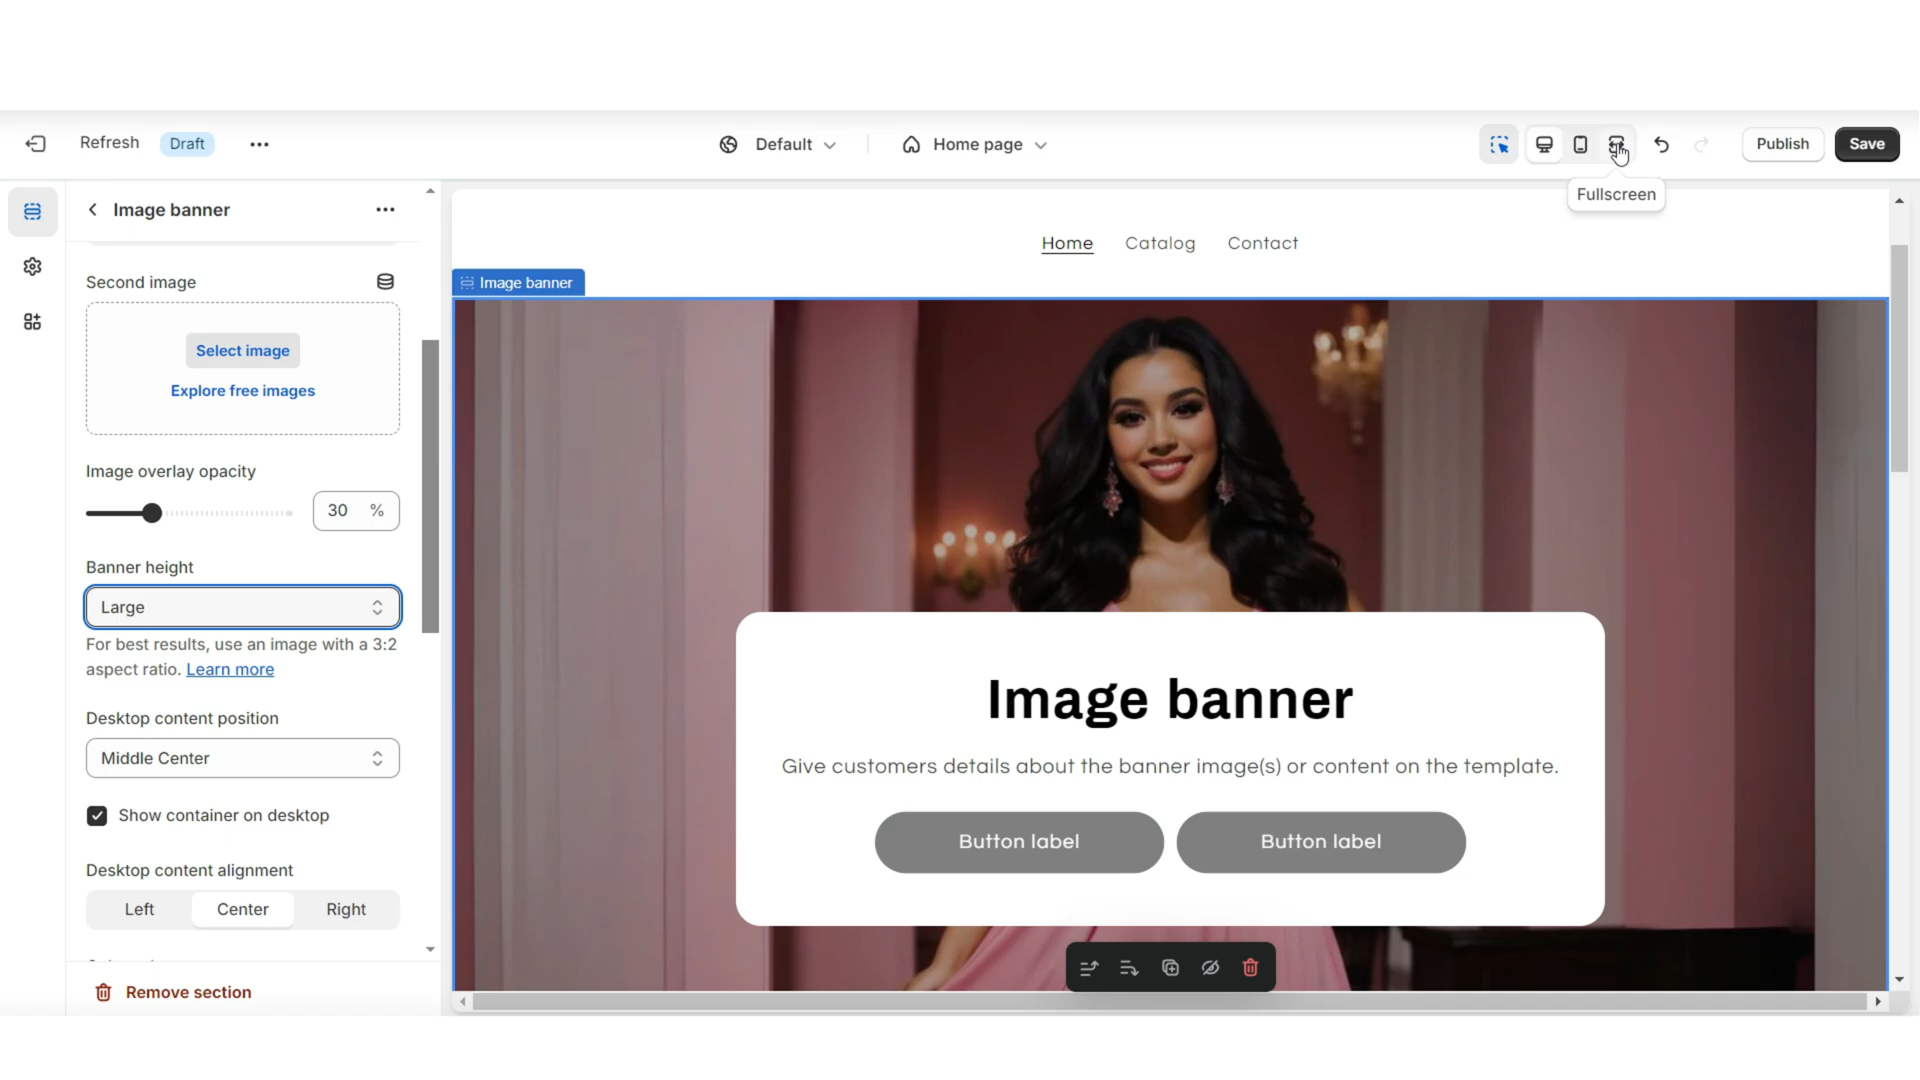 Refresh
Draft
Default
Home page
Publish
Save
Fullscreen
Image banner
Second image
Select image
Explore free images
Image overlay opacity
30 %
Banner height
Large
For best results, use an image with a 3:2
aspect ratio. Learn more
Desktop content position
Middle Center
Show container on desktop
Desktop content alignment
Left
Center
Right
Remove section
Home
Catalog
Contact
Image banner
Image banner
Give customers details about the banner image(s) or content on the template.
Button label
Button label